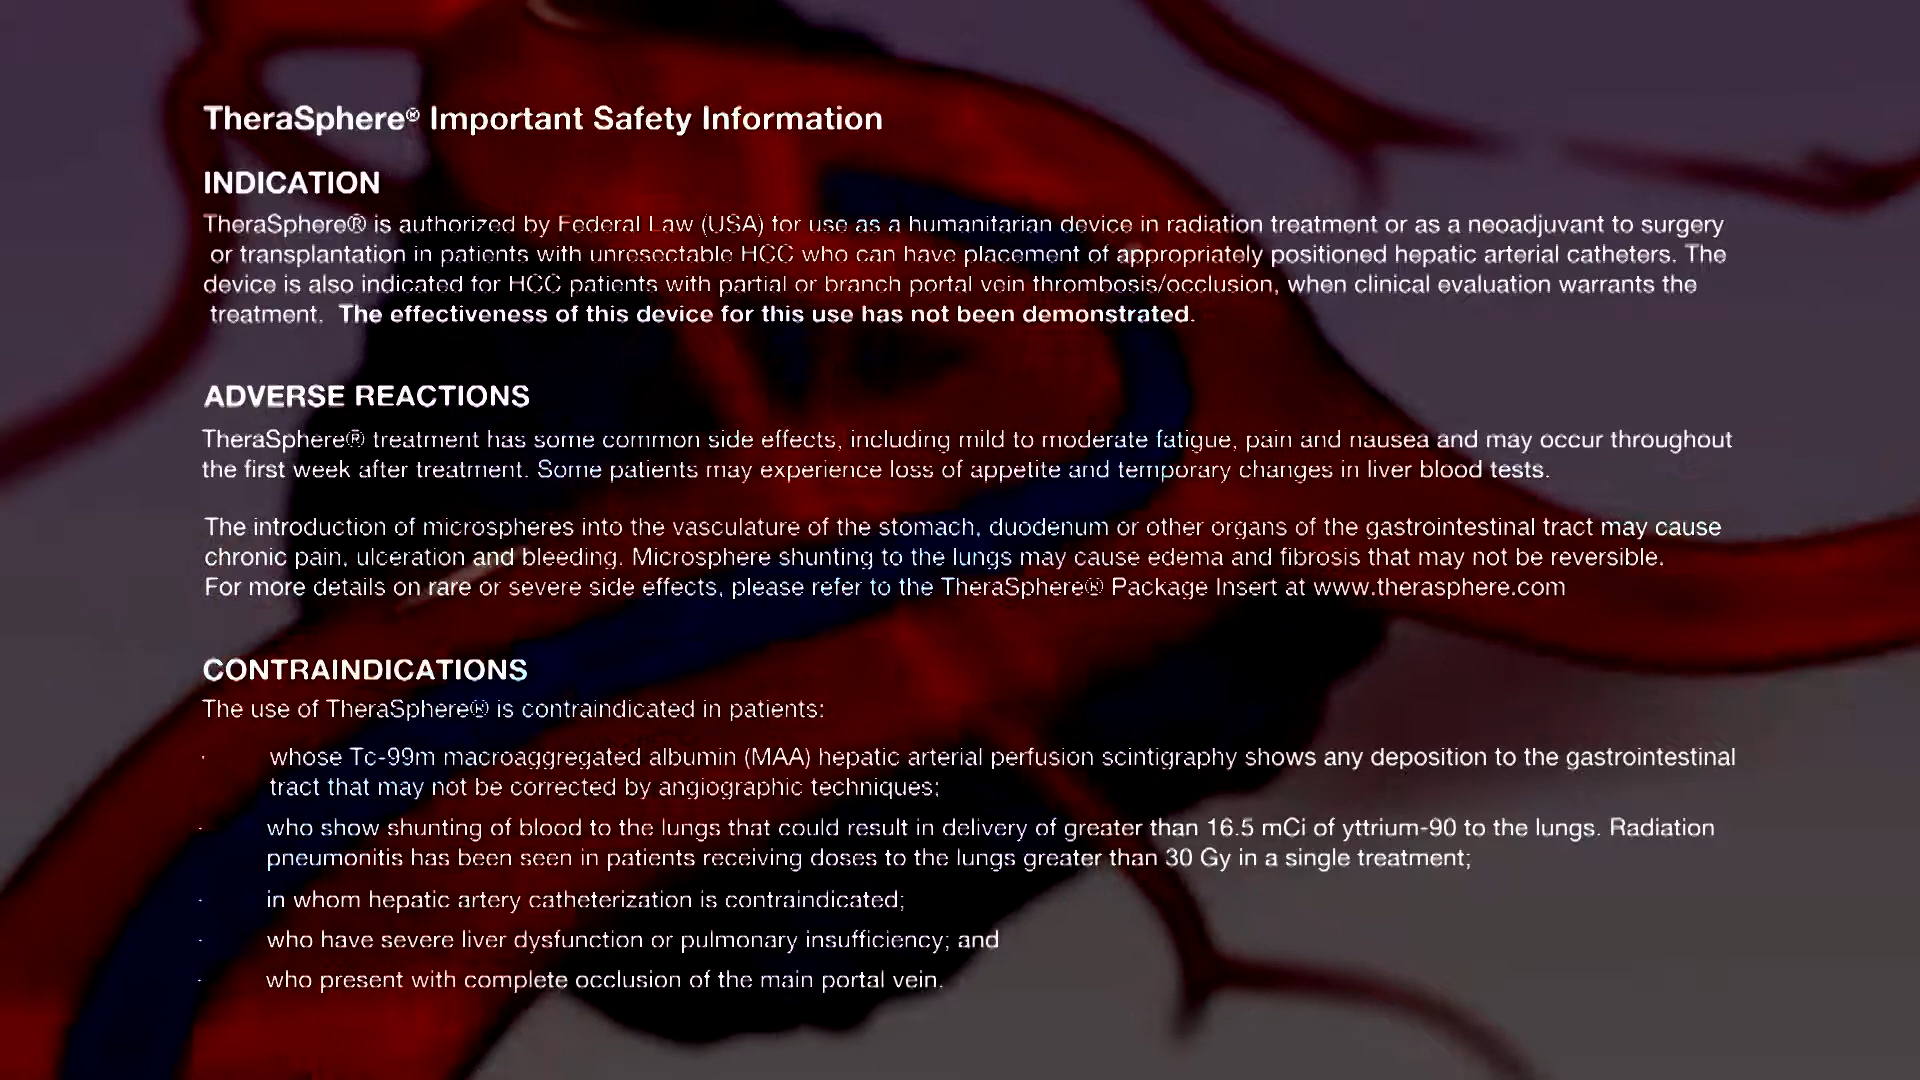 TheraSphere® Important Safety Information
INDICATION
TheraSphere® is authorized by Federal Law (USA) for use as a humanitarian device in radiation treatment or as a neoadjuvant to surgery
or transplantation in patients with unresectable HCC who can have placement of appropriately positioned hepatic arterial catheters. The
device is also indicated for HCC patients with partial or branch portal vein thrombosis/occlusion, when clinical evaluation warrants the
treatment. The effectiveness of this device for this use has not been demonstrated.
ADVERSE REACTIONS
TheraSphere® treatment has some common side effects, including mild to moderate fatigue, pain and nausea and may occur throughout
the first week after treatment. Some patients may experience loss of appetite and temporary changes in liver blood tests.
The introduction of microspheres into the vasculature of the stomach, duodenum or other organs of the gastrointestinal tract may cause
chronic pain, ulceration and bleeding. Microsphere shunting to the lungs may cause edema and fibrosis that may not be reversible.
For more details on rare or severe side effects, please refer to the TheraSphere® Package Insert at www.therasphere.com
CONTRAINDICATIONS
The use of TheraSphere® is contraindicated in patients:
· whose Tc-99m macroaggregated albumin (MAA) hepatic arterial perfusion scintigraphy shows any deposition to the gastrointestinal
tract that may not be corrected by angiographic techniques;
· who show shunting of blood to the lungs that could result in delivery of greater than 16.5 mCi of yttrium-90 to the lungs. Radiation
pneumonitis has been seen in patients receiving doses to the lungs greater than 30 Gy in a single treatment;
· in whom hepatic artery catheterization is contraindicated;
· who have severe liver dysfunction or pulmonary insufficiency; and
· who present with complete occlusion of the main portal vein.